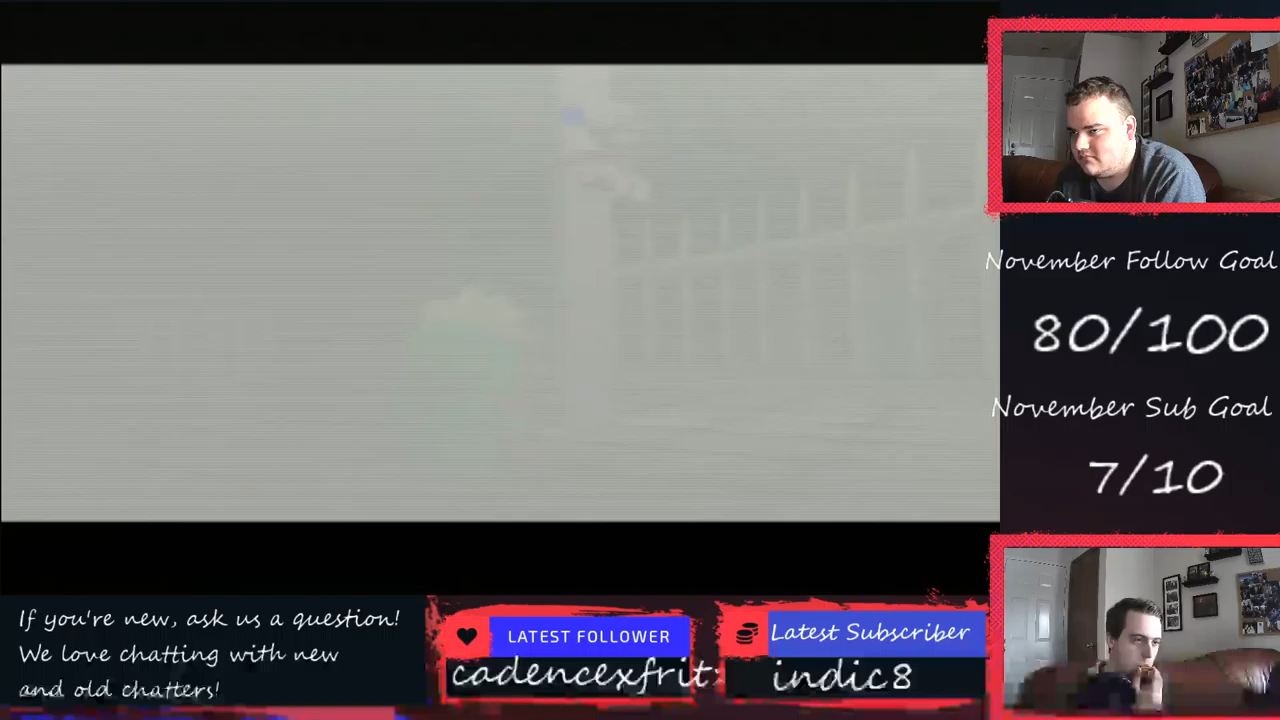 November Follow Goal
80/100
November Sub Goal
7/10
If you're new, ask us a question!
We love chatting with new
and old chatters!
LATEST FOLLOWER
cadencexfrit
Latest Subscriber
indic8